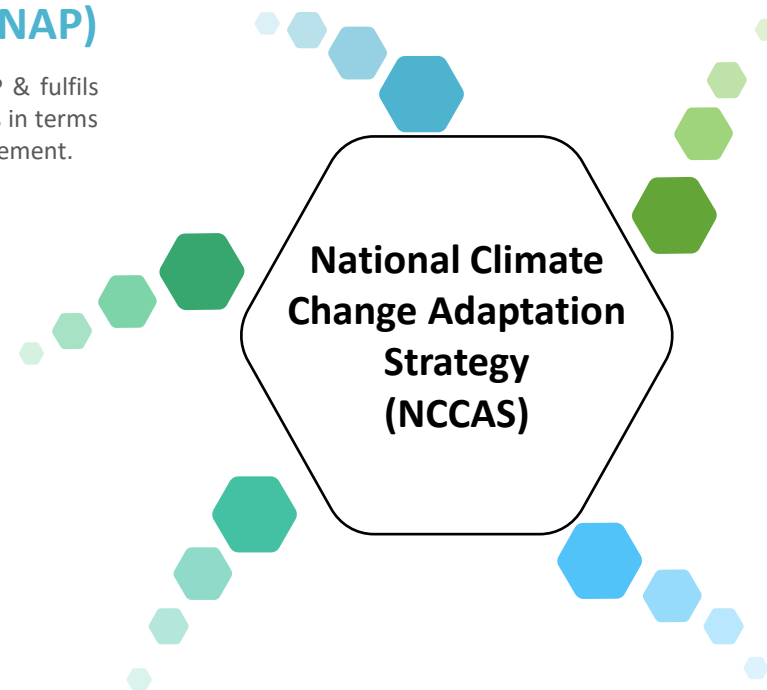 NAP)
& fulfils
in terms
ement.
National Climate
Change Adaptation
Strategy
(NCCAS)